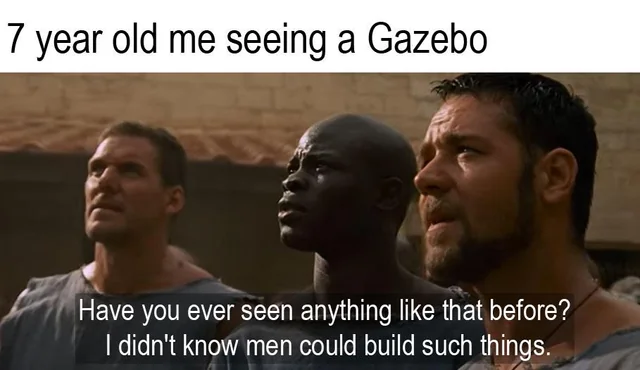 7 year old me seeing a Gazebo
Have you ever seen anything like that before?
I didn't know men could build such things.